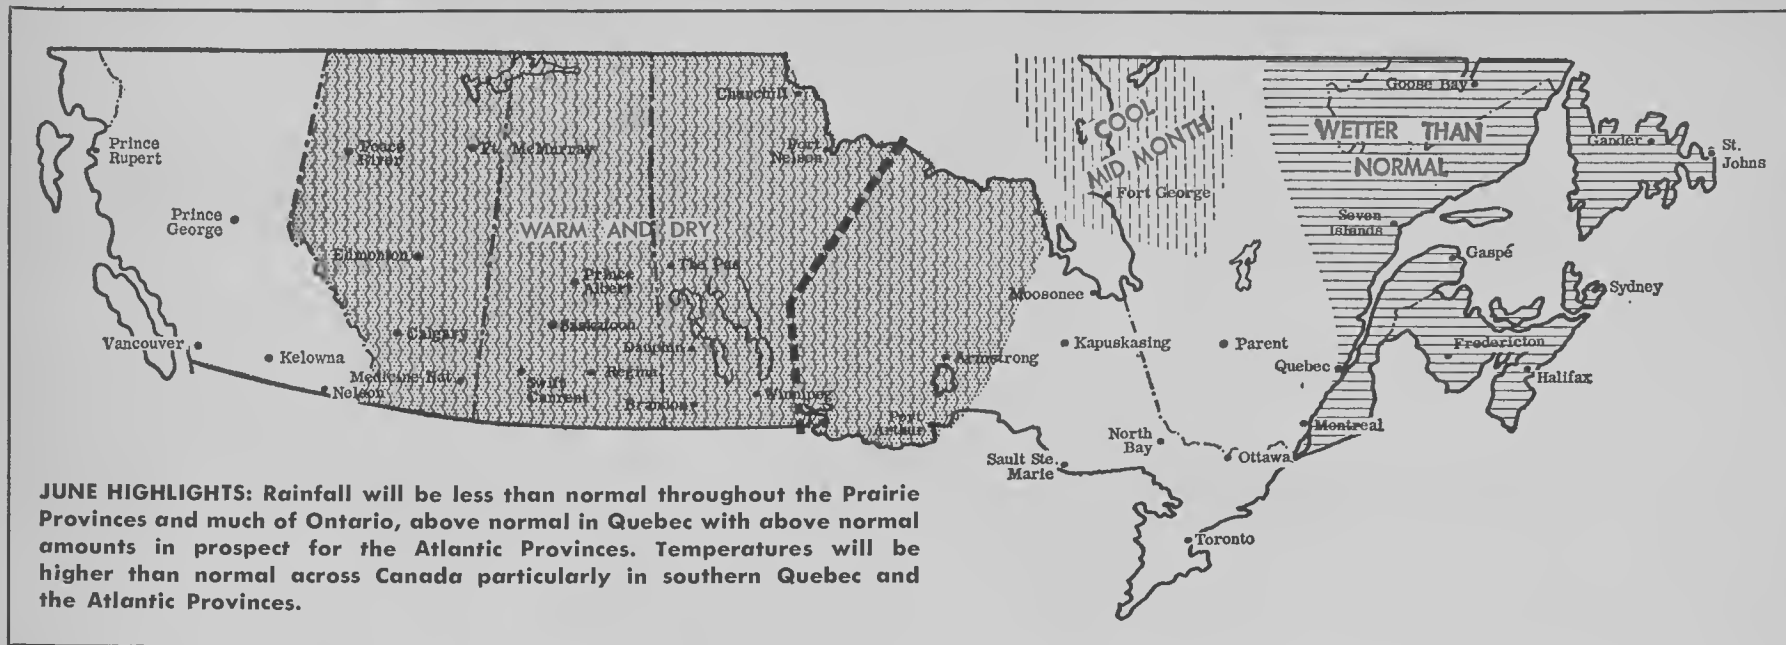 Churchill
Goose Bay
COOL
MID MONTH
WETTER THAN
NORMAL
Gander
St.
Johns
Prince
Rupert
Peace
River
Ft. McMurray
Port
Nelson
Fort George
Prince
George
WARM AND DRY
Seven
Islands
Gaspé
Edmonton
The Pas
Prince
Albert
Moosonee
Sydney
Vancouver
Kelowna
Calgary
Saskatoon
Dauphin
Armstrong
Kapuskasing
Parent
Fredericton
Quebec
Halifax
Nelson
Medicine Hat
Swift
Current
Regina
Brandon
Winnipeg
Port
Arthur
Montreal
North
Bay
Ottawa
Sault Ste.
Marie
Toronto
JUNE HIGHLIGHTS: Rainfall will be less than normal throughout the Prairie
Provinces and much of Ontario, above normal in Quebec with above normal
amounts in prospect for the Atlantic Provinces. Temperatures will be
higher than normal across Canada particularly in southern Quebec and
the Atlantic Provinces.